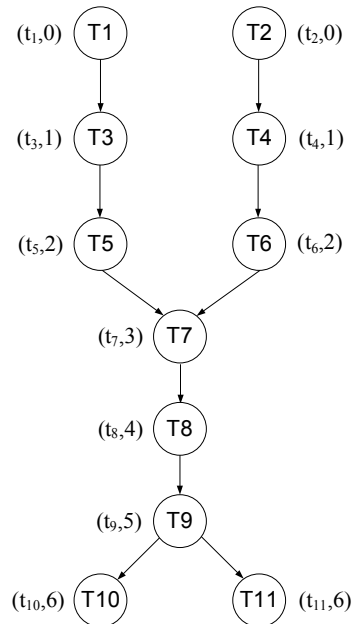 (t₁,0) T1 T2 (t₂,0)
(t₃,1) T3 T4 (t₄,1)
(t₅,2) T5 T6 (t₆,2)
(t₇,3) T7
(t₈,4) T8
(t₉,5) T9
(t₁₀,6) T10 T11 (t₁₁,6)